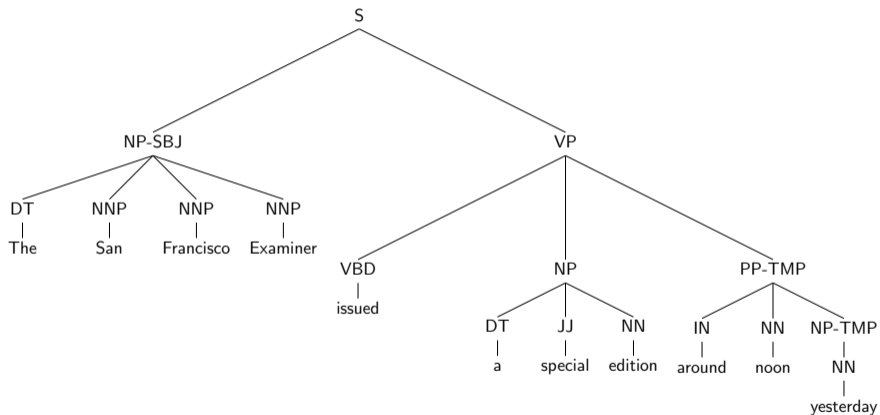 S
NP-SBJ VP
DT NNP NNP NNP
The San Francisco Examiner
VBD NP PP-TMP
issued
DT JJ NN IN NN NP-TMP
a special edition around noon NN
yesterday